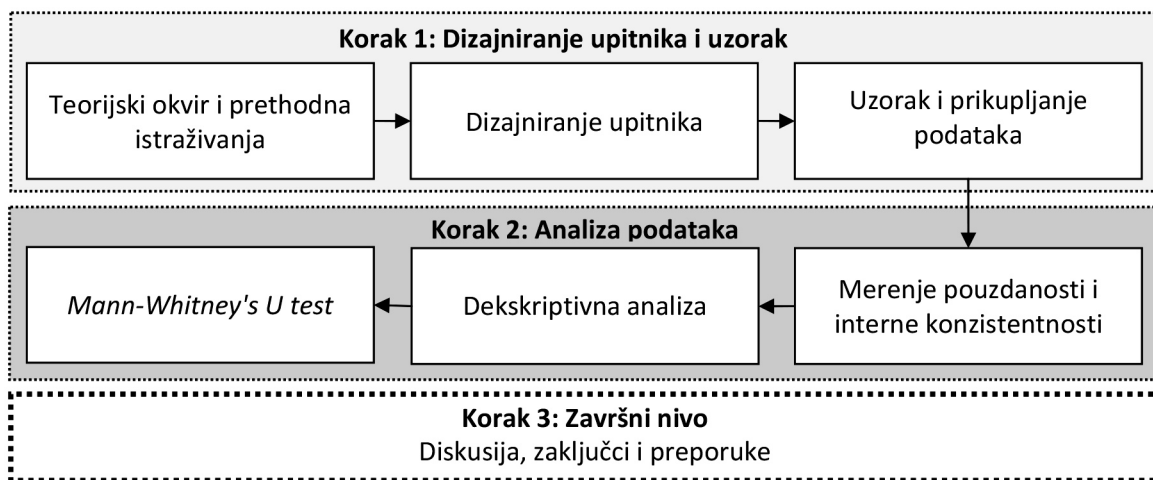 Korak 1: Dizajniranje upitnika i uzorak
Teorijski okvir i prethodna
istraživanja
Dizajniranje upitnika
Uzorak i prikupljanje
podataka
Korak 2: Analiza podataka
Mann-Whitney's U test
Dekskriptivna analiza
Merenje pouzdanosti i
interne konzistentnosti
Korak 3: Završni nivo
Diskusija, zaključci i preporuke